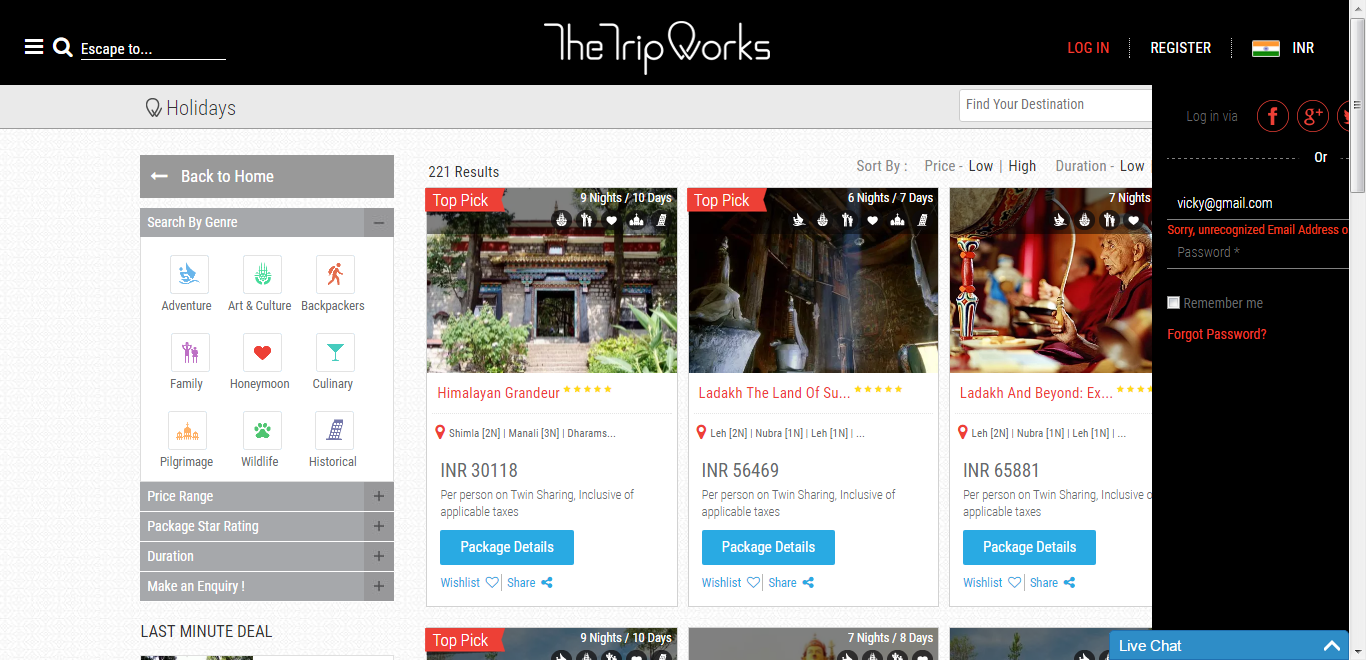 Escape to...
The Trip Works
LOG IN
REGISTER
INR
Holidays
Find Your Destination
Log in via
Or
vicky@gmail.com
Sorry, unrecognized Email Address o
Password *
Remember me
Forgot Password?
Back to Home
Search By Genre
Adventure
Art & Culture
Backpackers
Family
Honeymoon
Culinary
Pilgrimage
Wildlife
Historical
Price Range
Package Star Rating
Duration
Make an Enquiry !
LAST MINUTE DEAL
221 Results
Sort By : Price - Low | High Duration - Low |
Top Pick
9 Nights / 10 Days
Himalayan Grandeur
Shimla [2N] | Manali [3N] | Dharams...
INR 30118
Per person on Twin Sharing, Inclusive of
applicable taxes
Package Details
Wishlist
Share
Top Pick
6 Nights / 7 Days
Ladakh The Land Of Su...
Leh [2N] | Nubra [1N] | Leh [1N] | ...
INR 56469
Per person on Twin Sharing, Inclusive of
applicable taxes
Package Details
Wishlist
Share
7 Nights
Ladakh And Beyond: Ex...
Leh [2N] | Nubra [1N] | Leh [1N] | ...
INR 65881
Per person on Twin Sharing, Inclusive o
applicable taxes
Package Details
Wishlist
Share
Top Pick
9 Nights / 10 Days
7 Nights / 8 Days
Live Chat